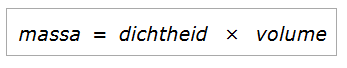 massa = dichtheid × volume